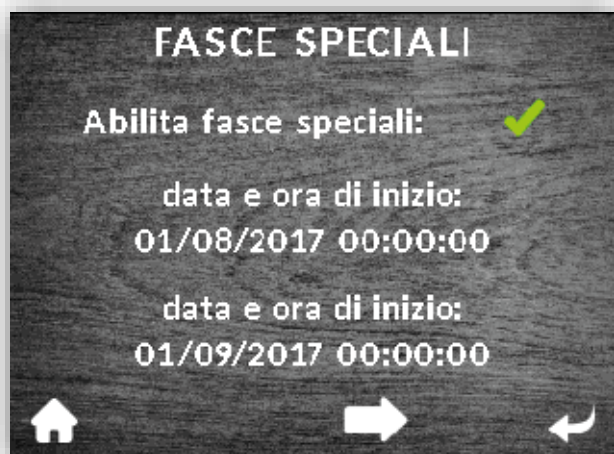 FASCE SPECIALI
Abilita fasce speciali:
data e ora di inizio:
01/08/2017 00:00:00
data e ora di inizio:
01/09/2017 00:00:00